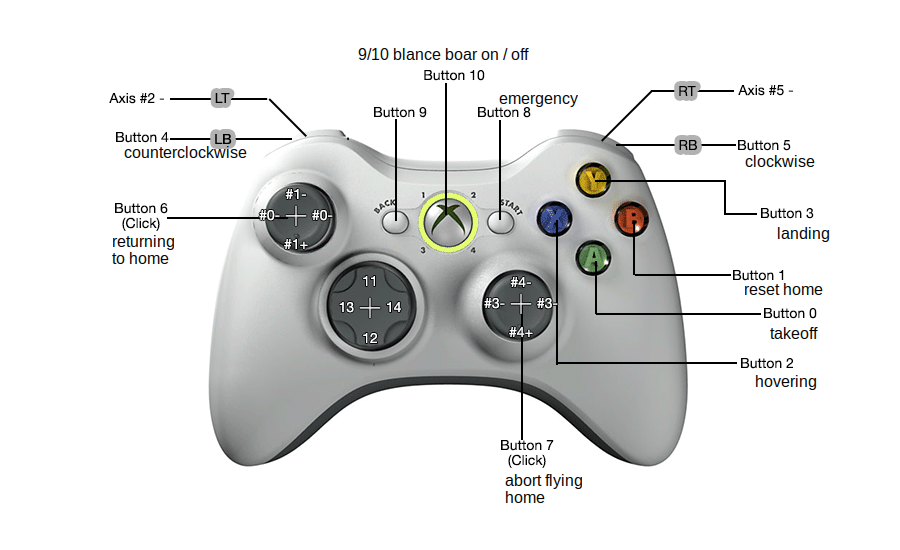 9/10 blance boar on / off
Button 10
emergency
Axis #2 -
LT
RT
Axis #5 -
Button 9
Button 8
Button 4
LB
counterclockwise
RB
Button 5
clockwise
Y
BACK
1
2
START
3
4
X
B
A
Button 6
(Click)
returning
to home
#1-
#0-
#0-
#1+
Button 3
landing
Button 1
reset home
11
13
14
12
#4-
#3-
#3-
#4+
Button 0
takeoff
Button 2
hovering
Button 7
(Click)
abort flying
home